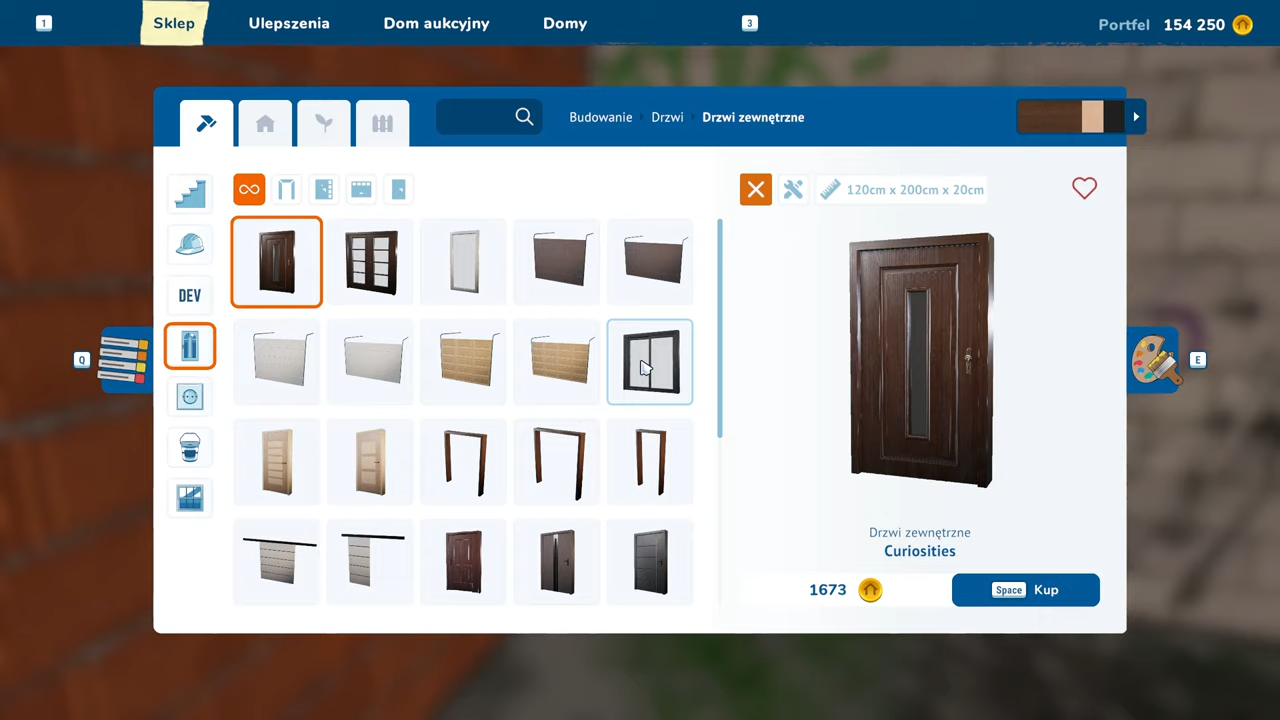 1 Sklep Ulepszenia Dom aukcyjny Domy 3 Portfel 154 250
Budowanie Drzwi Drzwi zewnętrzne
120cm x 200cm x 20cm
DEV
Q
E
Drzwi zewnętrzne
Curiosities
1673 Space Kup